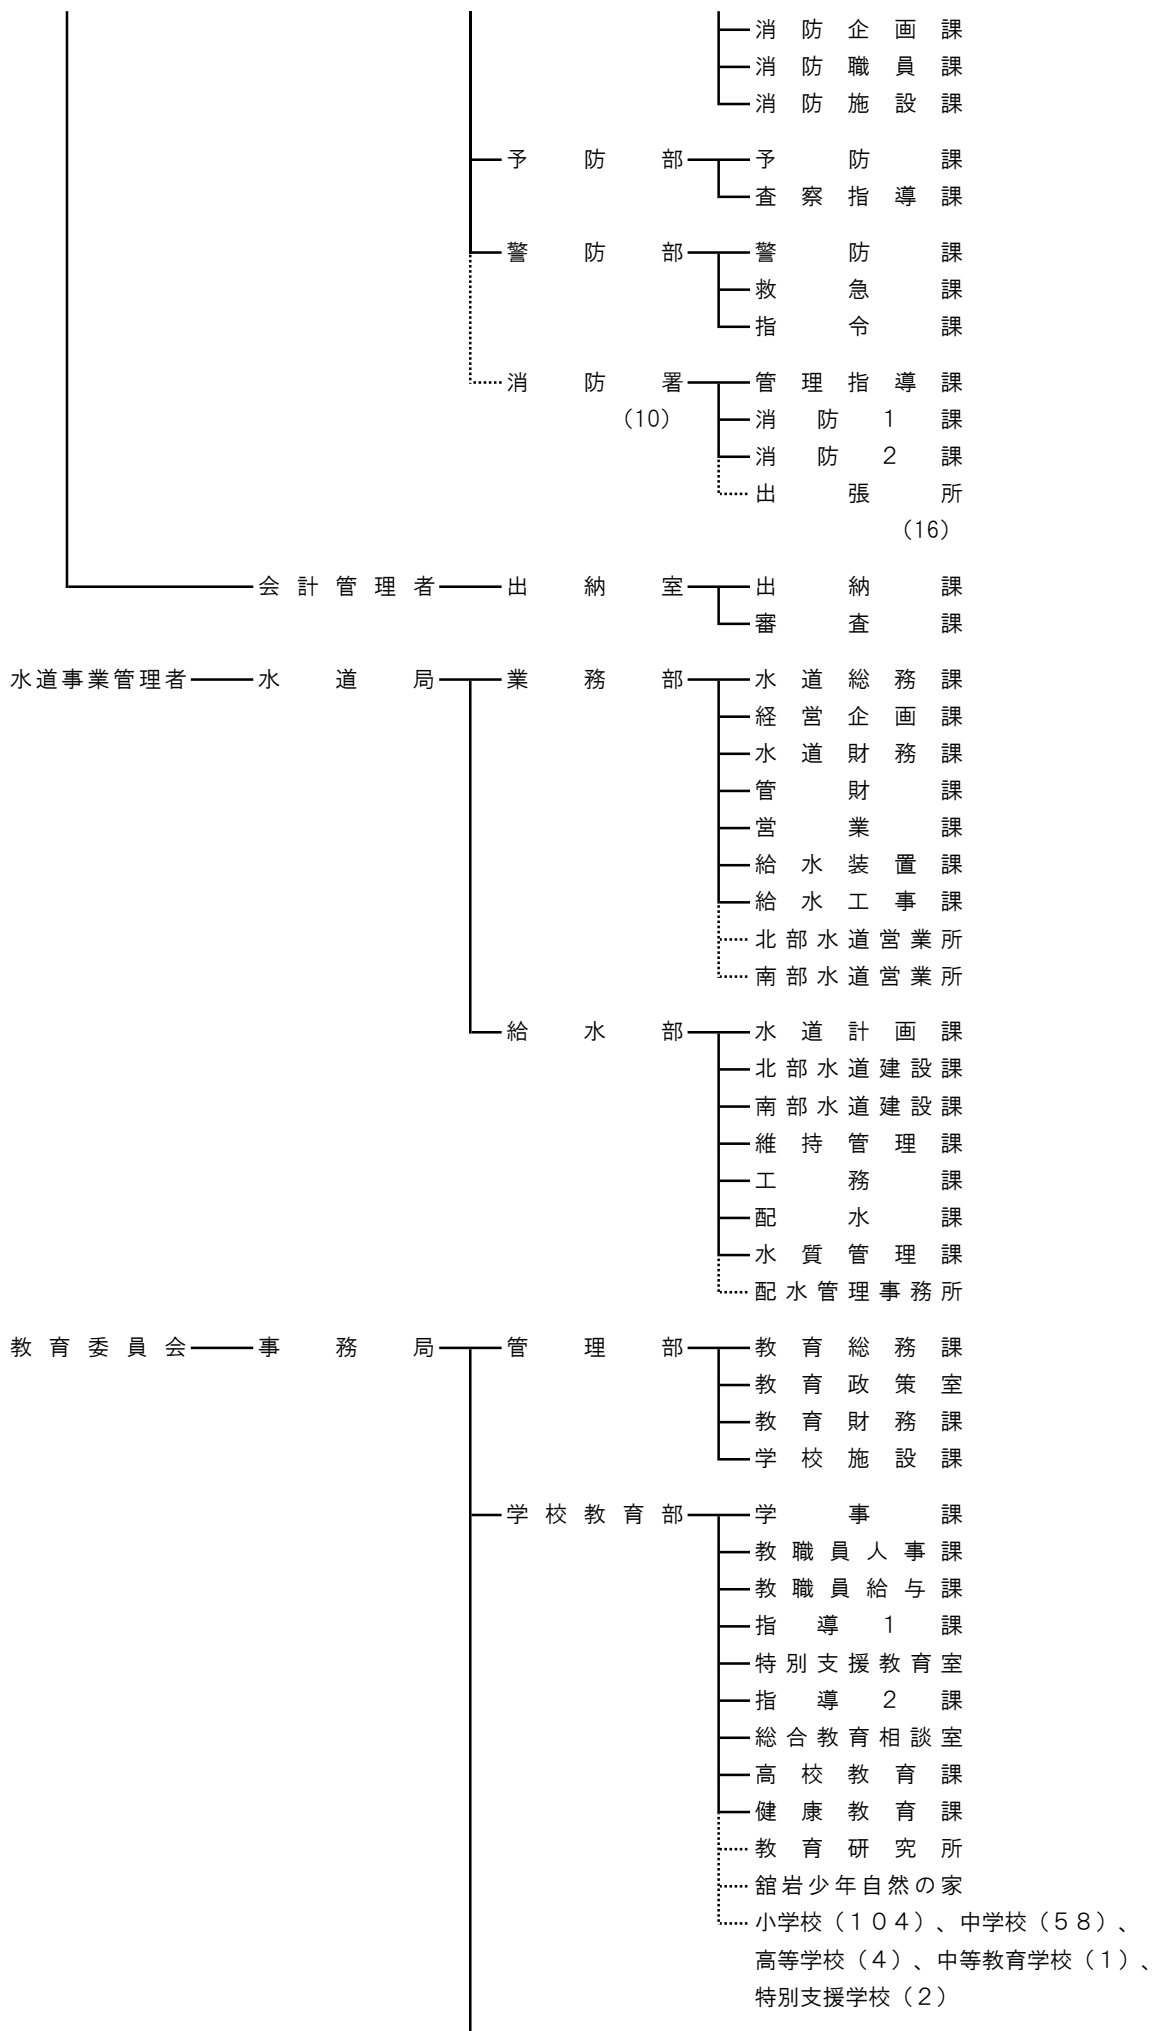 消防企画課
消防職員課
消防施設課
予防部 予防課
査察指導課
警防部 警防課
救急課
指令課
消防署 管理指導課
（10） 消防１課
消防２課
出張所
（16）
会計管理者 出納室 出納課
審査課
水道事業管理者 水道局 業務部 水道総務課
経営企画課
水道財務課
管財課
営業課
給水装置課
給水工事課
北部水道営業所
南部水道営業所
給水部 水道計画課
北部水道建設課
南部水道建設課
維持管理課
工務課
配水課
水質管理課
配水管理事務所
教育委員会 事務局 管理部 教育総務課
教育政策室
教育財務課
学校施設課
学校教育部 学事課
教職員人事課
教職員給与課
指導１課
特別支援教育室
指導２課
総合教育相談室
高校教育課
健康教育課
教育研究所
舘岩少年自然の家
小学校（１０４）、中学校（５８）、
高等学校（４）、中等教育学校（１）、
特別支援学校（２）